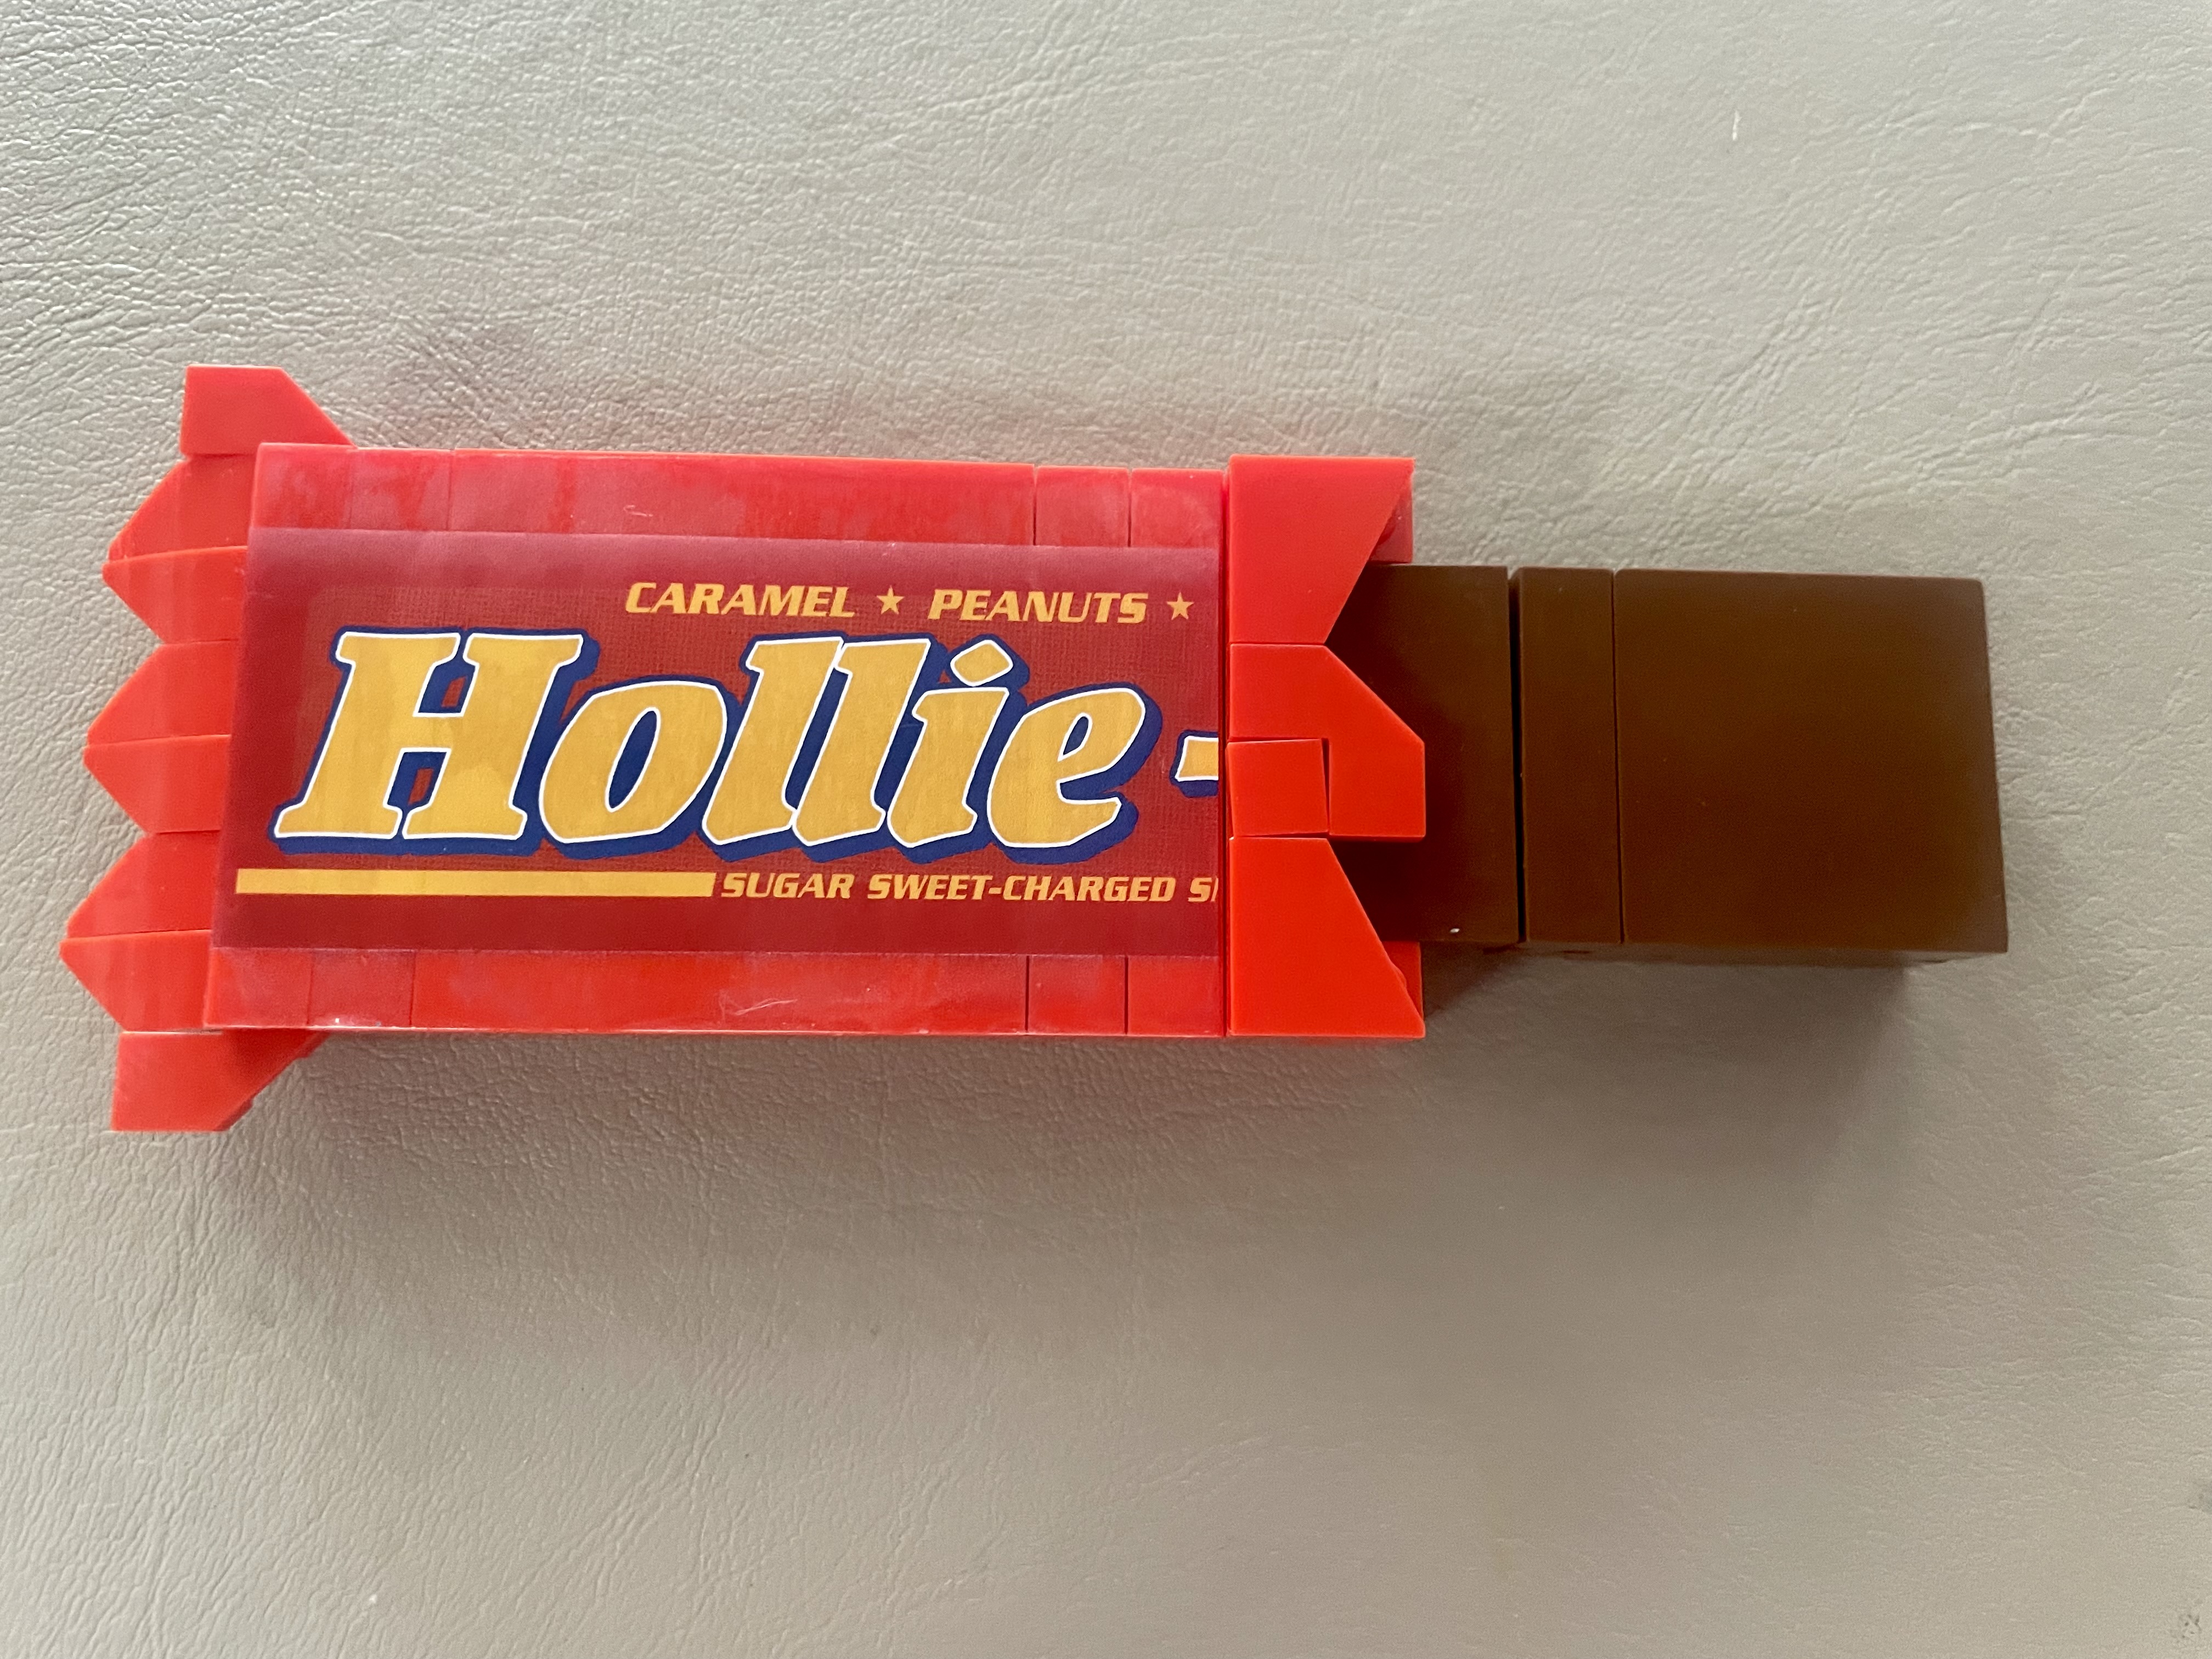 CARAMEL ★ PEANUTS ★
Hollie-
SUGAR SWEET-CHARGED